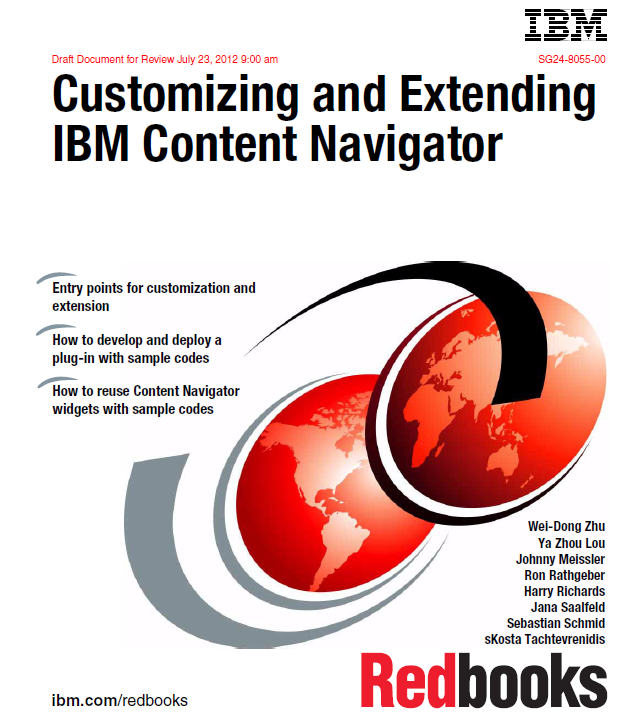 IBM
Draft Document for Review July 23, 2012 9:00 am
SG24-8055-00
Customizing and Extending
IBM Content Navigator
Entry points for customization and
extension
How to develop and deploy a
plug-in with sample codes
How to reuse Content Navigator
widgets with sample codes
Wei-Dong Zhu
Ya Zhou Lou
Johnny Meissler
Ron Rathgeber
Harry Richards
Jana Saalfeld
Sebastian Schmid
sKosta Tachtevrenidis
ibm.com/redbooks
Redbooks